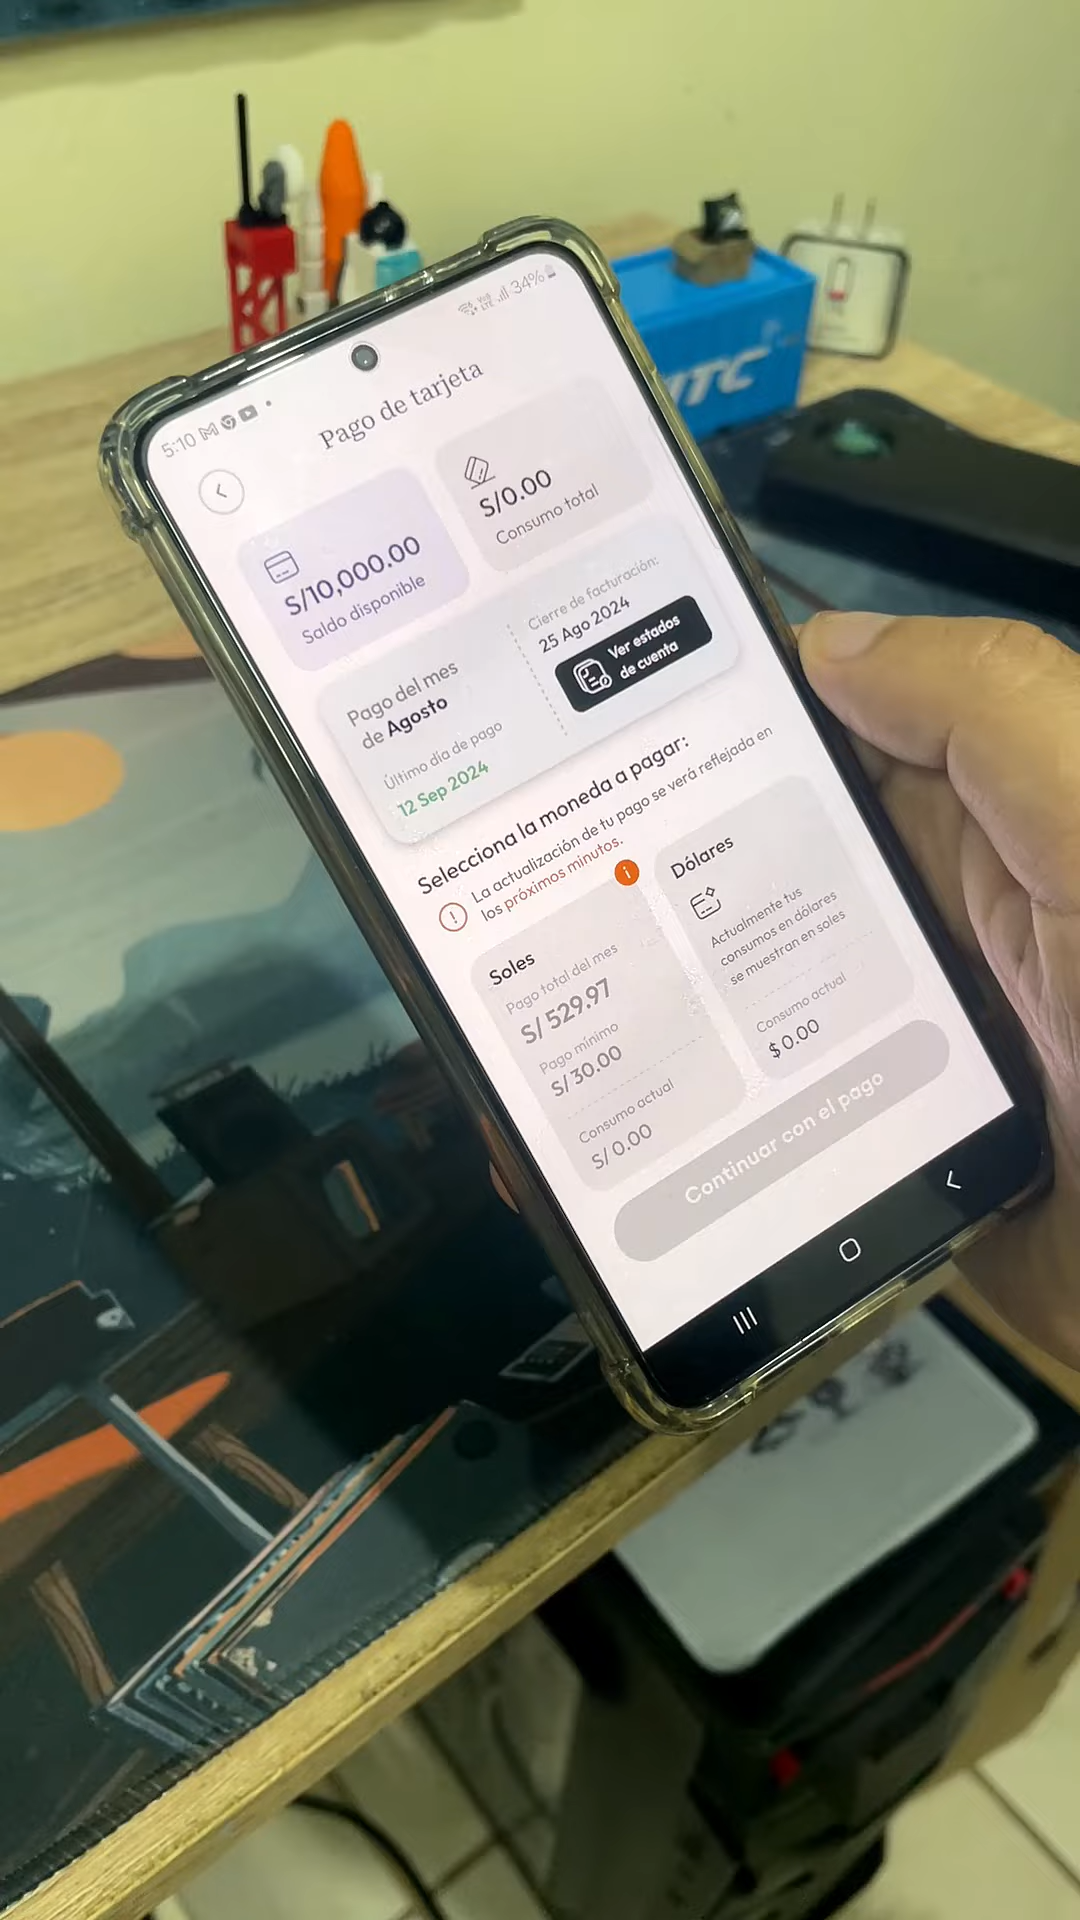 5:10
34%
Pago de tarjeta
S/10,000.00
Saldo disponible
S/0.00
Consumo total
Pago del mes
de Agosto
Último día de pago
12 Sep 2024
Cierre de facturación:
25 Ago 2024
Ver estados
de cuenta
Selecciona la moneda a pagar:
La actualización de tu pago se verá reflejada en
los próximos minutos.
Soles
Pago total del mes
S/ 529.97
Pago mínimo
S/ 30.00
Consumo actual
S/ 0.00
Dólares
Actualmente tus
consumos en dólares
se muestran en soles
Consumo actual
$ 0.00
Continuar con el pago